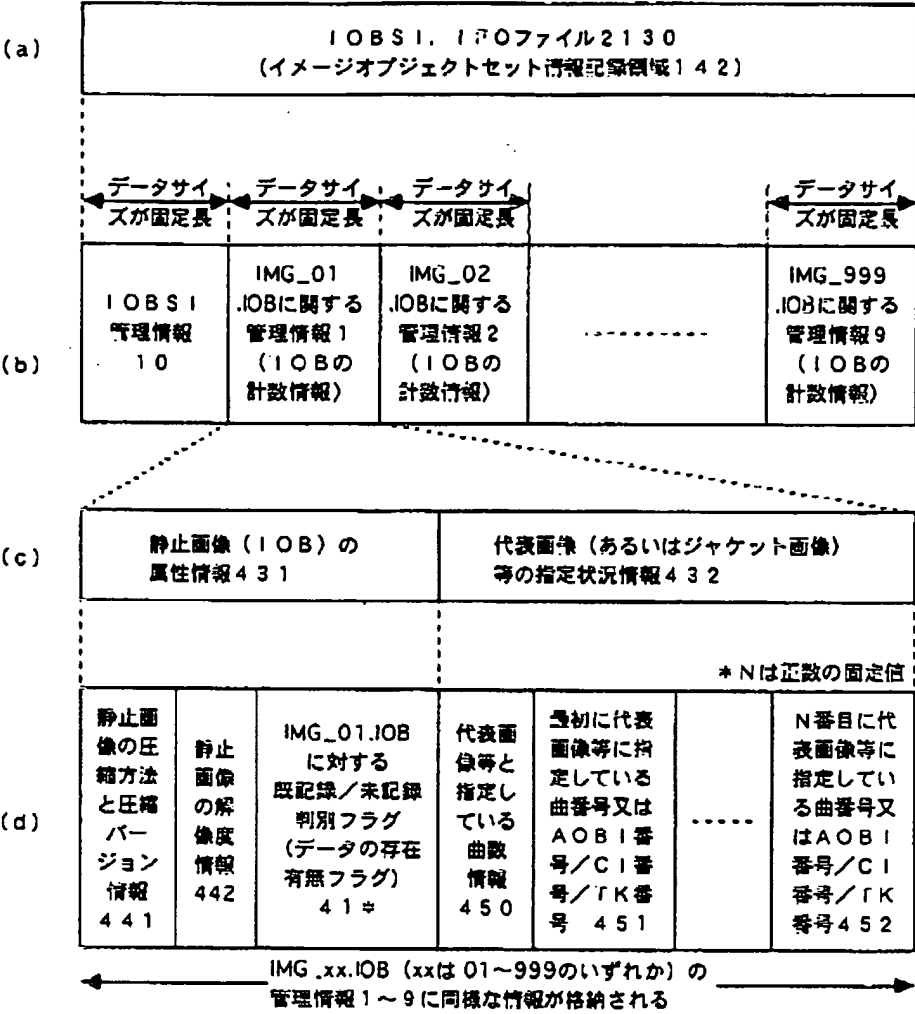 (a)
IOBSI. IFOファイル2130
(イメージオブジェクトセット情報記録領域142)
データサイ
ズが固定長
データサイ
ズが固定長
データサイ
ズが固定長
データサイ
ズが固定長
(b)
IOBSI
管理情報
10
IMG_01
.IOBに関する
管理情報1
(IOBの
計数情報)
IMG_02
.IOBに関する
管理情報2
(IOBの
計数情報)
IMG_999
.IOBに関する
管理情報9
(IOBの
計数情報)
(c)
静止画像(IOB)の
属性情報431
代表画像(あるいはジャケット画像)
等の指定状況情報432
*Nは正数の固定値
(d)
静止画
像の圧
縮方法
と圧縮
バー
ジョン
情報
441
静止
画像
の解
像度
情報
442
IMG_01.IOB
に対する
既記録/未記録
判別フラグ
(データの存在
有無フラグ)
代表画
像等と
指定し
ている
曲数
情報
450
最初に代表
画像等に指
定している
曲番号又は
AOBI番
号/CI番
号/TK番
号 451
N番目に代
表画像等に
指定してい
る曲番号又
はAOBI
番号/CI
番号/TK
番号452
IMG_xx.IOB (xxは01~999のいずれか)の
管理情報1~9に同様な情報が格納される